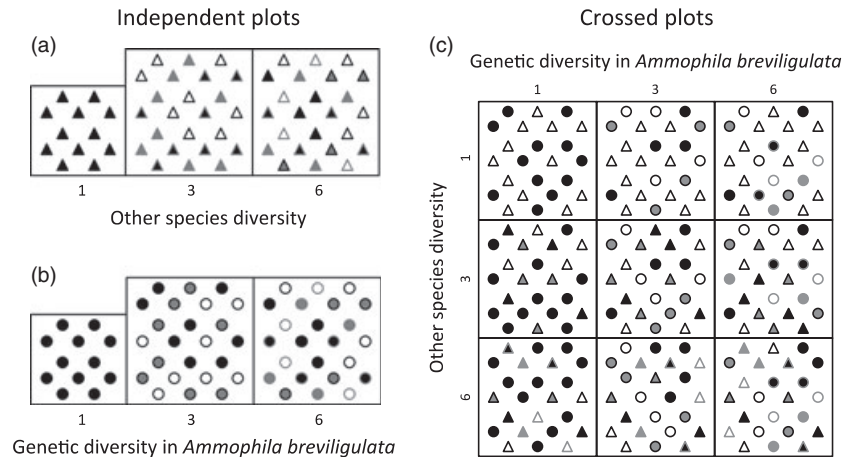 Independent plots
(a)
1 3 6
Other species diversity
(b)
1 3 6
Genetic diversity in Ammophila breviligulata
Crossed plots
(c)
Genetic diversity in Ammophila breviligulata
1 3 6
Other species diversity
1
3
6